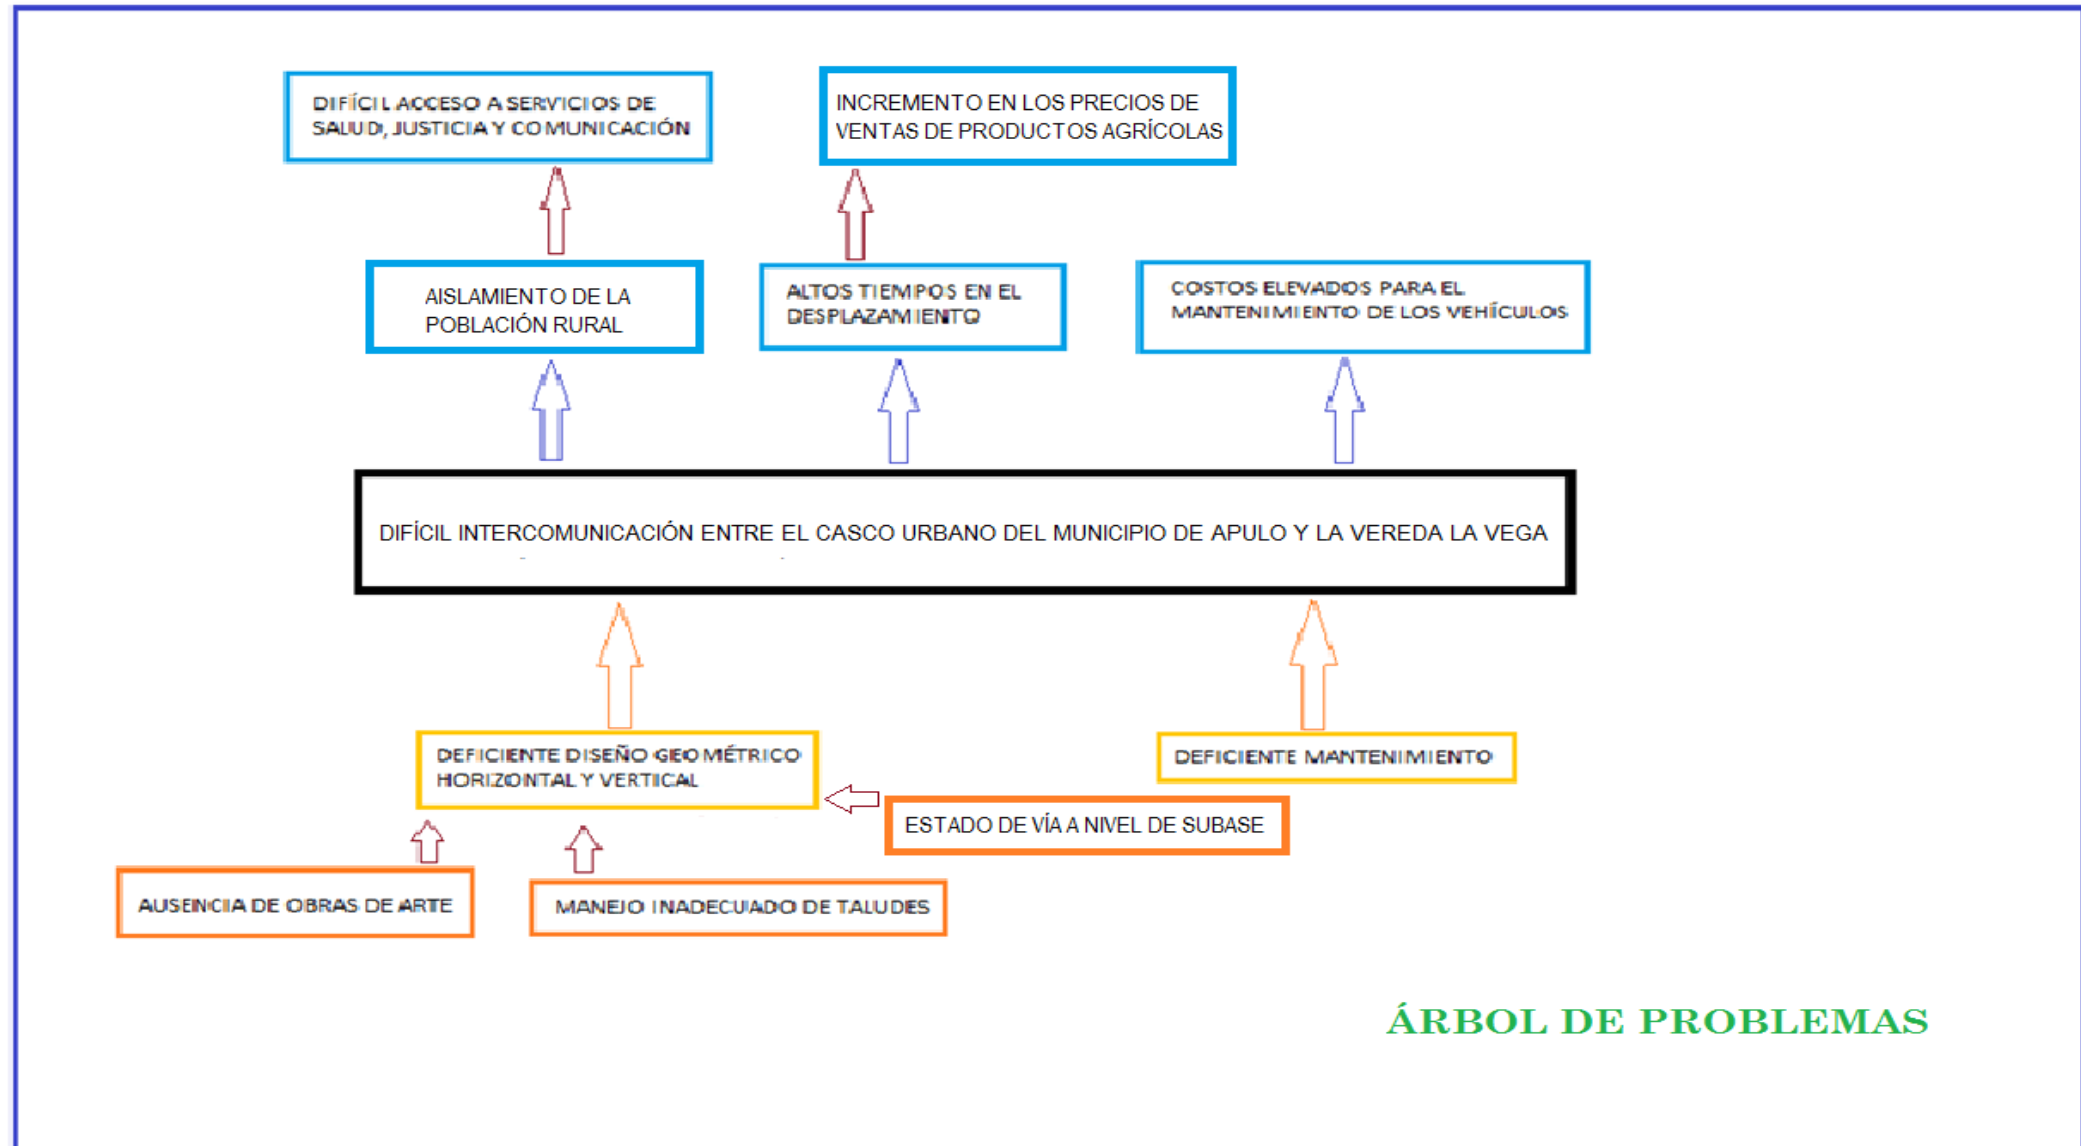 DIFÍCIL ACCESO A SERVICIOS DE
SALUD, JUSTICIA Y COMUNICACIÓN
INCREMENTO EN LOS PRECIOS DE
VENTAS DE PRODUCTOS AGRÍCOLAS
AISLAMIENTO DE LA
POBLACIÓN RURAL
ALTOS TIEMPOS EN EL
DESPLAZAMIENTO
COSTOS ELEVADOS PARA EL
MANTENIMIENTO DE LOS VEHÍCULOS
DIFÍCIL INTERCOMUNICACIÓN ENTRE EL CASCO URBANO DEL MUNICIPIO DE APULO Y LA VEREDA LA VEGA
DEFICIENTE DISEÑO GEOMÉTRICO
HORIZONTAL Y VERTICAL
DEFICIENTE MANTENIMIENTO
ESTADO DE VÍA A NIVEL DE SUBASE
AUSENCIA DE OBRAS DE ARTE
MANEJO INADECUADO DE TALUDES
ÁRBOL DE PROBLEMAS